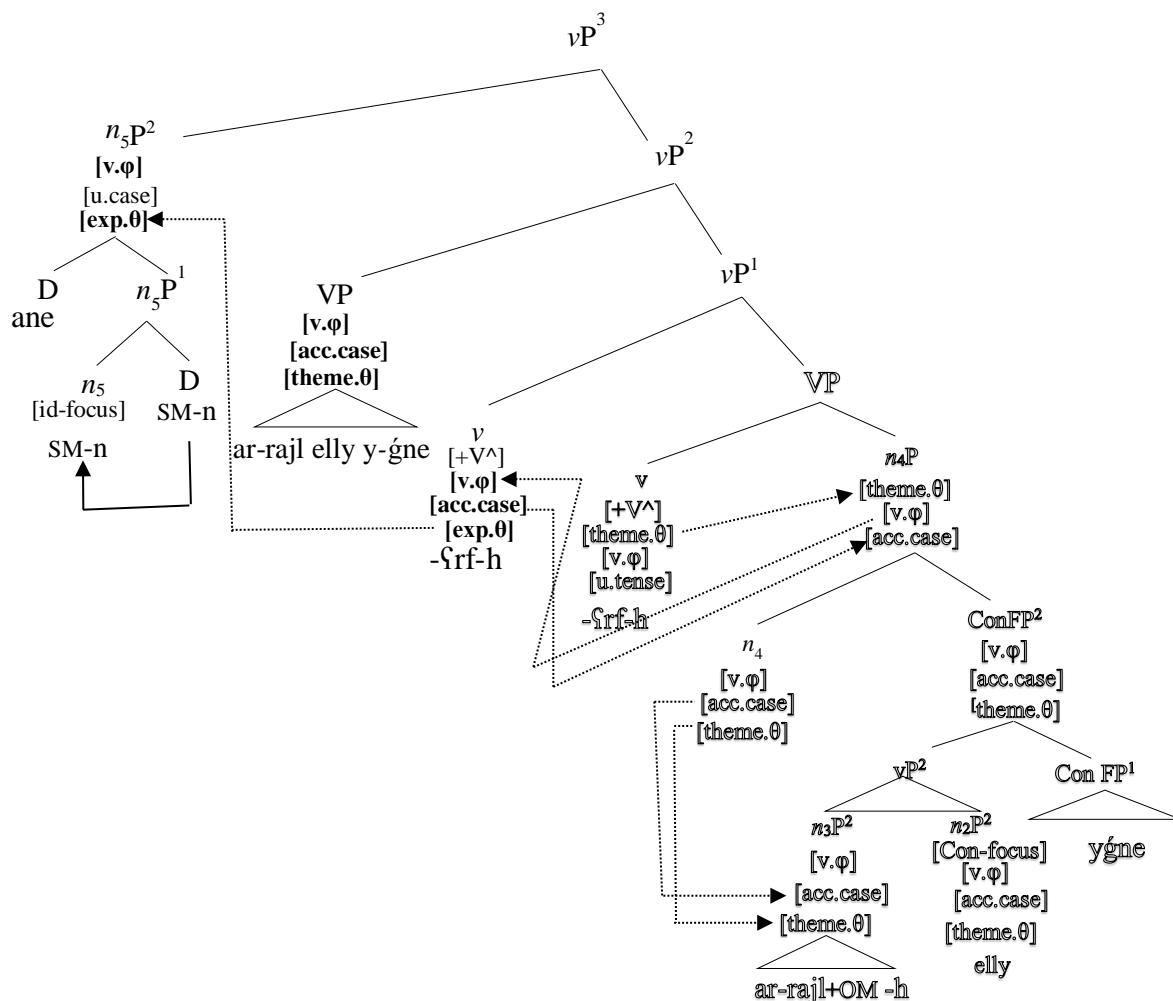 vP³
n₅P²
[v.φ]
[u.case]
[exp.θ]
vP²
D
ane
n₅P¹
n₅
[id-focus]
SM-n
D
SM-n
VP
[v.φ]
[acc.case]
[theme.θ]
ar-rajl elly y-ǵne
vP¹
v
[+V^]
[v.φ]
[acc.case]
[exp.θ]
-ʕrf-h
VP
v
[+V^]
[theme.θ]
[v.φ]
[u.tense]
-ʕrf-h
n₄P
[theme.θ]
[v.φ]
[acc.case]
n₄
[v.φ]
[acc.case]
[theme.θ]
ConFP²
[v.φ]
[acc.case]
[theme.θ]
vP²
Con FP¹
n₃P²
[v.φ]
[acc.case]
[theme.θ]
ar-rajl+OM -h
n₂P²
[Con-focus]
[v.φ]
[acc.case]
[theme.θ]
elly
yǵne